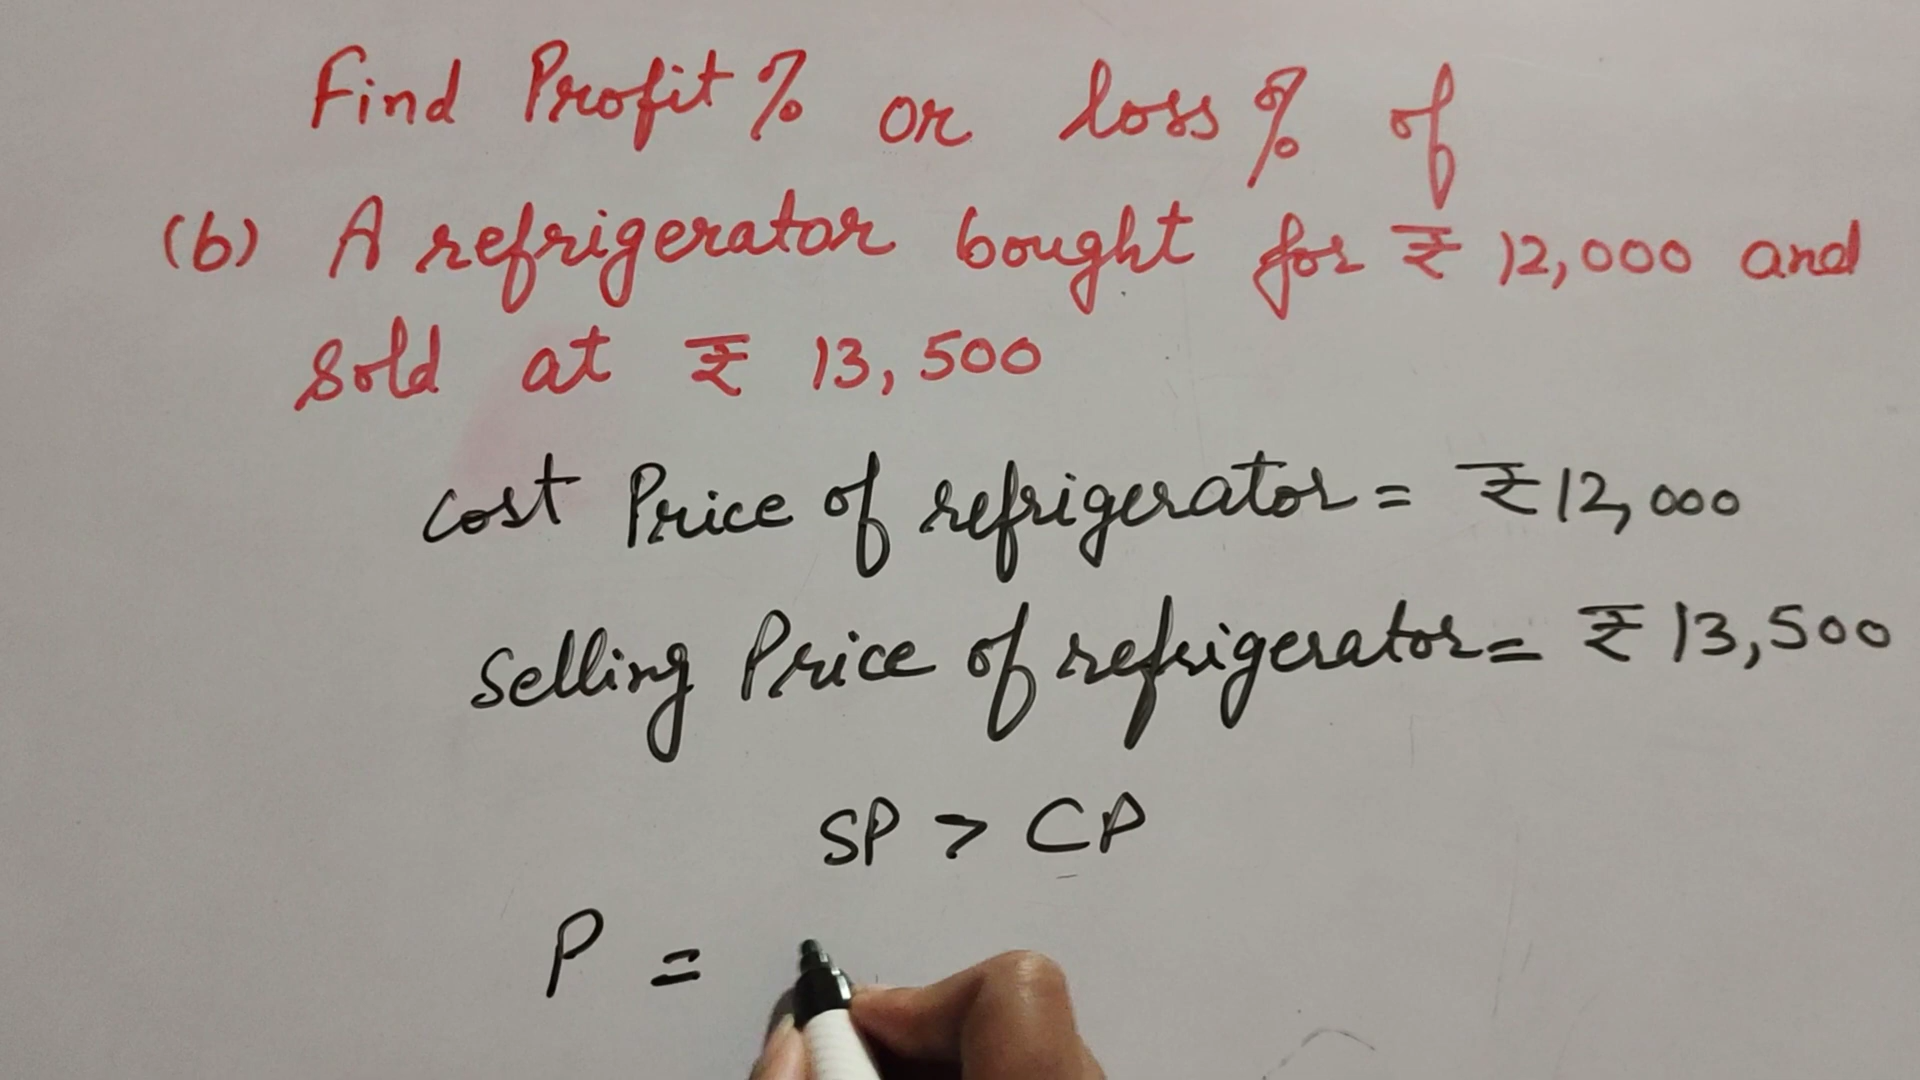 Find Profit % or loss % of
(b) A refrigerator bought for ₹ 12,000 and
sold at ₹ 13,500
Cost Price of refrigerator = ₹ 12,000
Selling Price of refrigerator = ₹ 13,500
SP > CP
P =